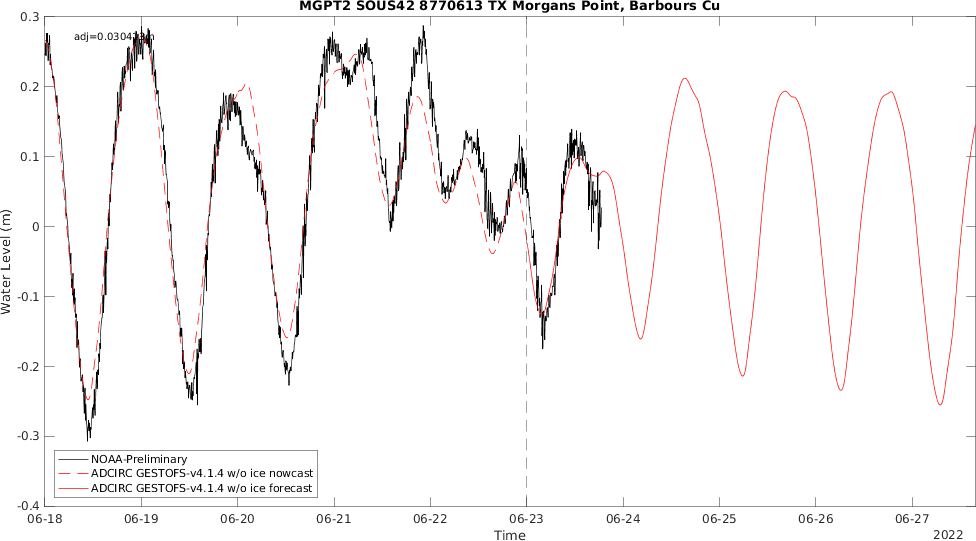 MGPT2 SOUS42 8770613 TX Morgans Point, Barbours Cu
0.3
0.2
0.1
0
-0.1
-0.2
-0.3
-0.4
Water Level (m)
NOAA-Preliminary
ADCIRC GESTOFS-v4.1.4 w/o ice nowcast
ADCIRC GESTOFS-v4.1.4 w/o ice forecast
06-18 06-19 06-20 06-21 06-22 06-23 06-24 06-25 06-26 06-27
Time
2022